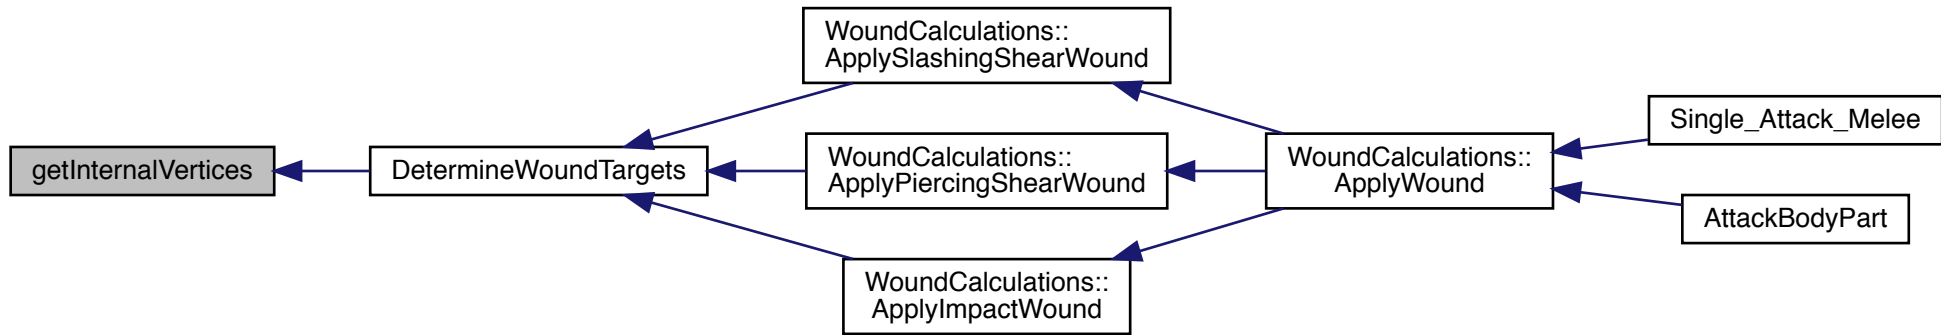 getInternalVertices
DetermineWoundTargets
WoundCalculations::
ApplySlashingShearWound
WoundCalculations::
ApplyPiercingShearWound
WoundCalculations::
ApplyImpactWound
WoundCalculations::
ApplyWound
Single_Attack_Melee
AttackBodyPart